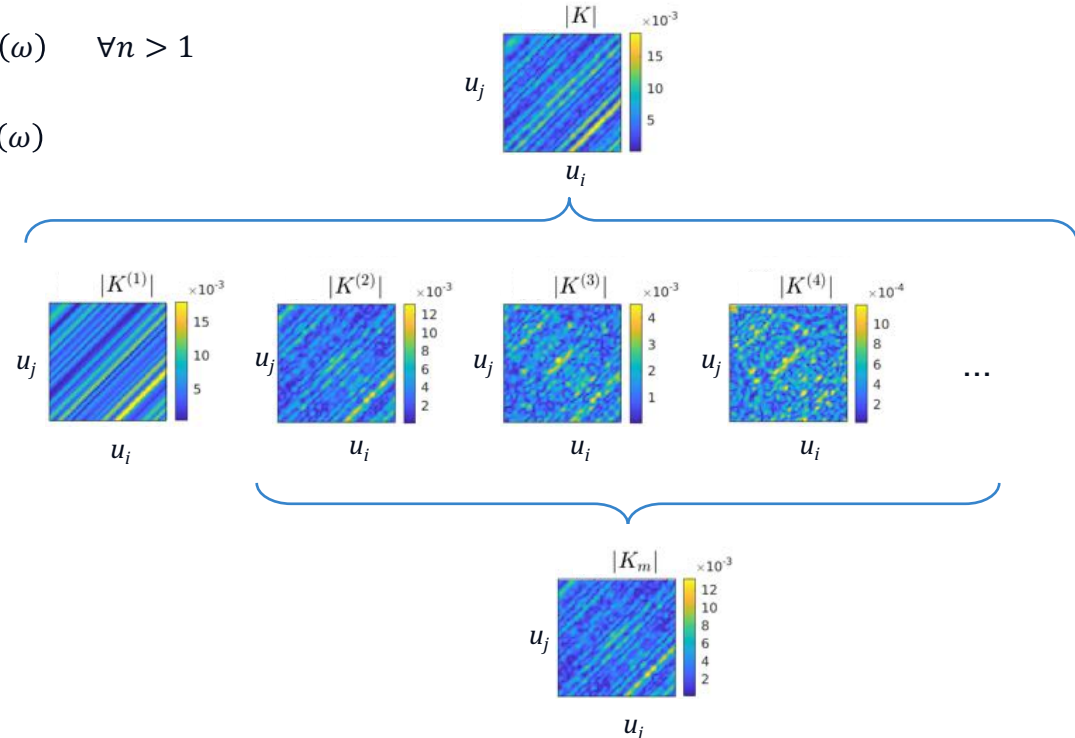 (ω) ∀n > 1
(ω)
|K|
×10⁻³
15
10
5
u_j
u_i
|K⁽¹⁾|
×10⁻³
15
10
5
u_j
u_i
|K⁽²⁾|
×10⁻³
12
10
8
6
4
2
u_j
u_i
|K⁽³⁾|
×10⁻³
4
3
2
1
u_j
u_i
|K⁽⁴⁾|
×10⁻⁴
10
8
6
4
2
u_j
u_i
...
|K_m|
×10⁻³
12
10
8
6
4
2
u_j
u_i